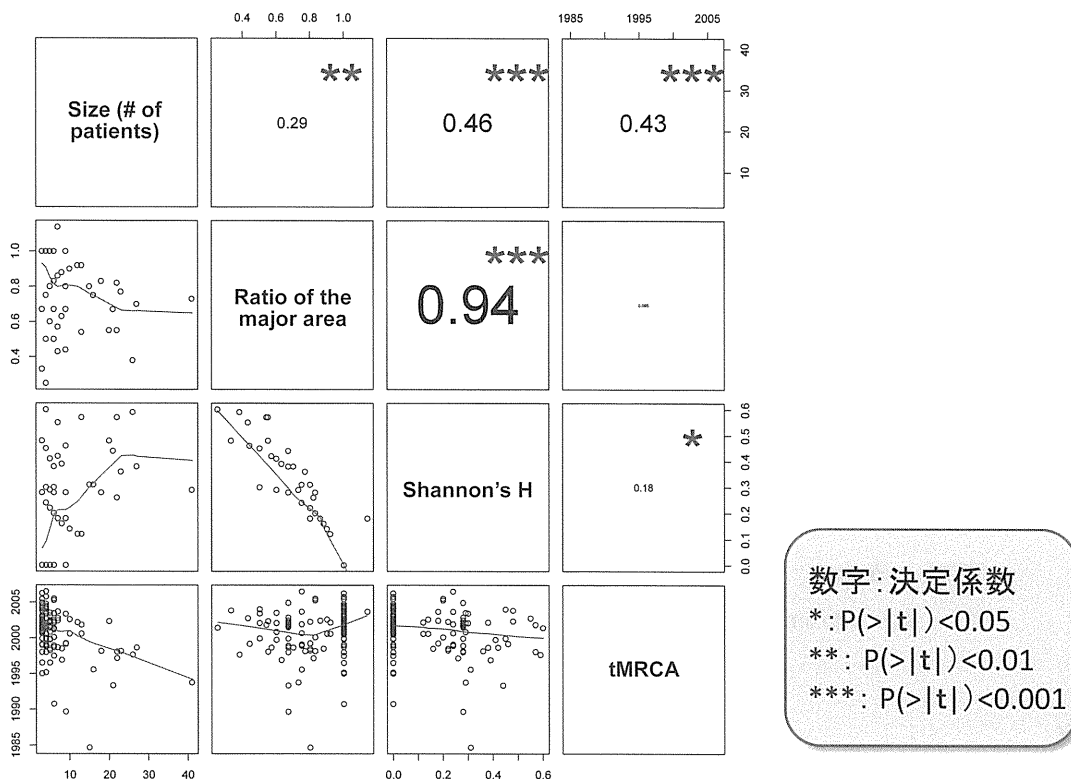 0.4 0.6 0.8 1.0
1985 1995 2005
Size (# of
patients)
**
0.29
***
0.46
***
0.43
10 20 30 40
0.4 0.6 0.8 1.0
Ratio of the
major area
***
0.94
Shannon's H
*
0.18
0.0 0.1 0.2 0.3 0.4 0.5 0.6
1985 1990 1995 2000 2005
tMRCA
10 20 30 40
0.0 0.2 0.4 0.6
数字:決定係数
*:P(>|t|)<0.05
**: P(>|t|)<0.01
***: P(>|t|)<0.001